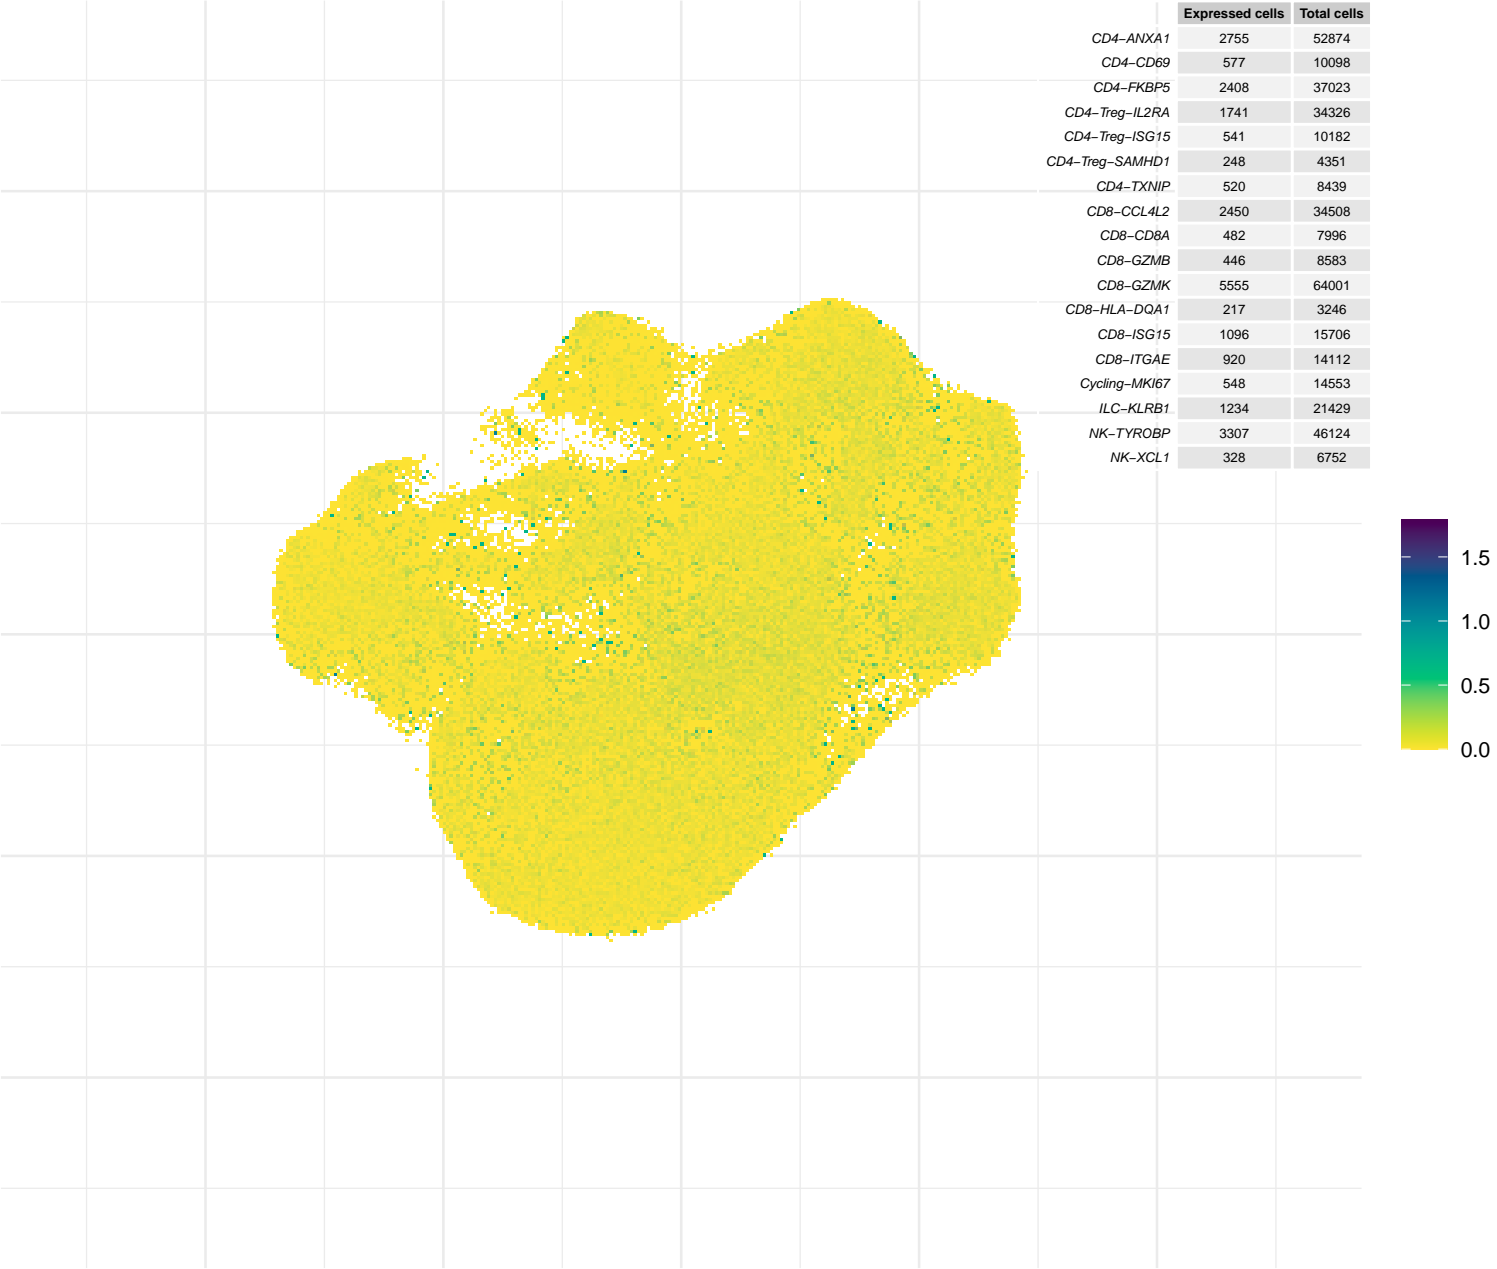 Expressed cells Total cells
CD4−ANXA1 2755 52874
CD4−CD69 577 10098
CD4−FKBP5 2408 37023
CD4−Treg−IL2RA 1741 34326
CD4−Treg−ISG15 541 10182
CD4−Treg−SAMHD1 248 4351
CD4−TXNIP 520 8439
CD8−CCL4L2 2450 34508
CD8−CD8A 482 7996
CD8−GZMB 446 8583
CD8−GZMK 5555 64001
CD8−HLA−DQA1 217 3246
CD8−ISG15 1096 15706
CD8−ITGAE 920 14112
Cycling−MKI67 548 14553
ILC−KLRB1 1234 21429
NK−TYROBP 3307 46124
NK−XCL1 328 6752
1.5
1.0
0.5
0.0